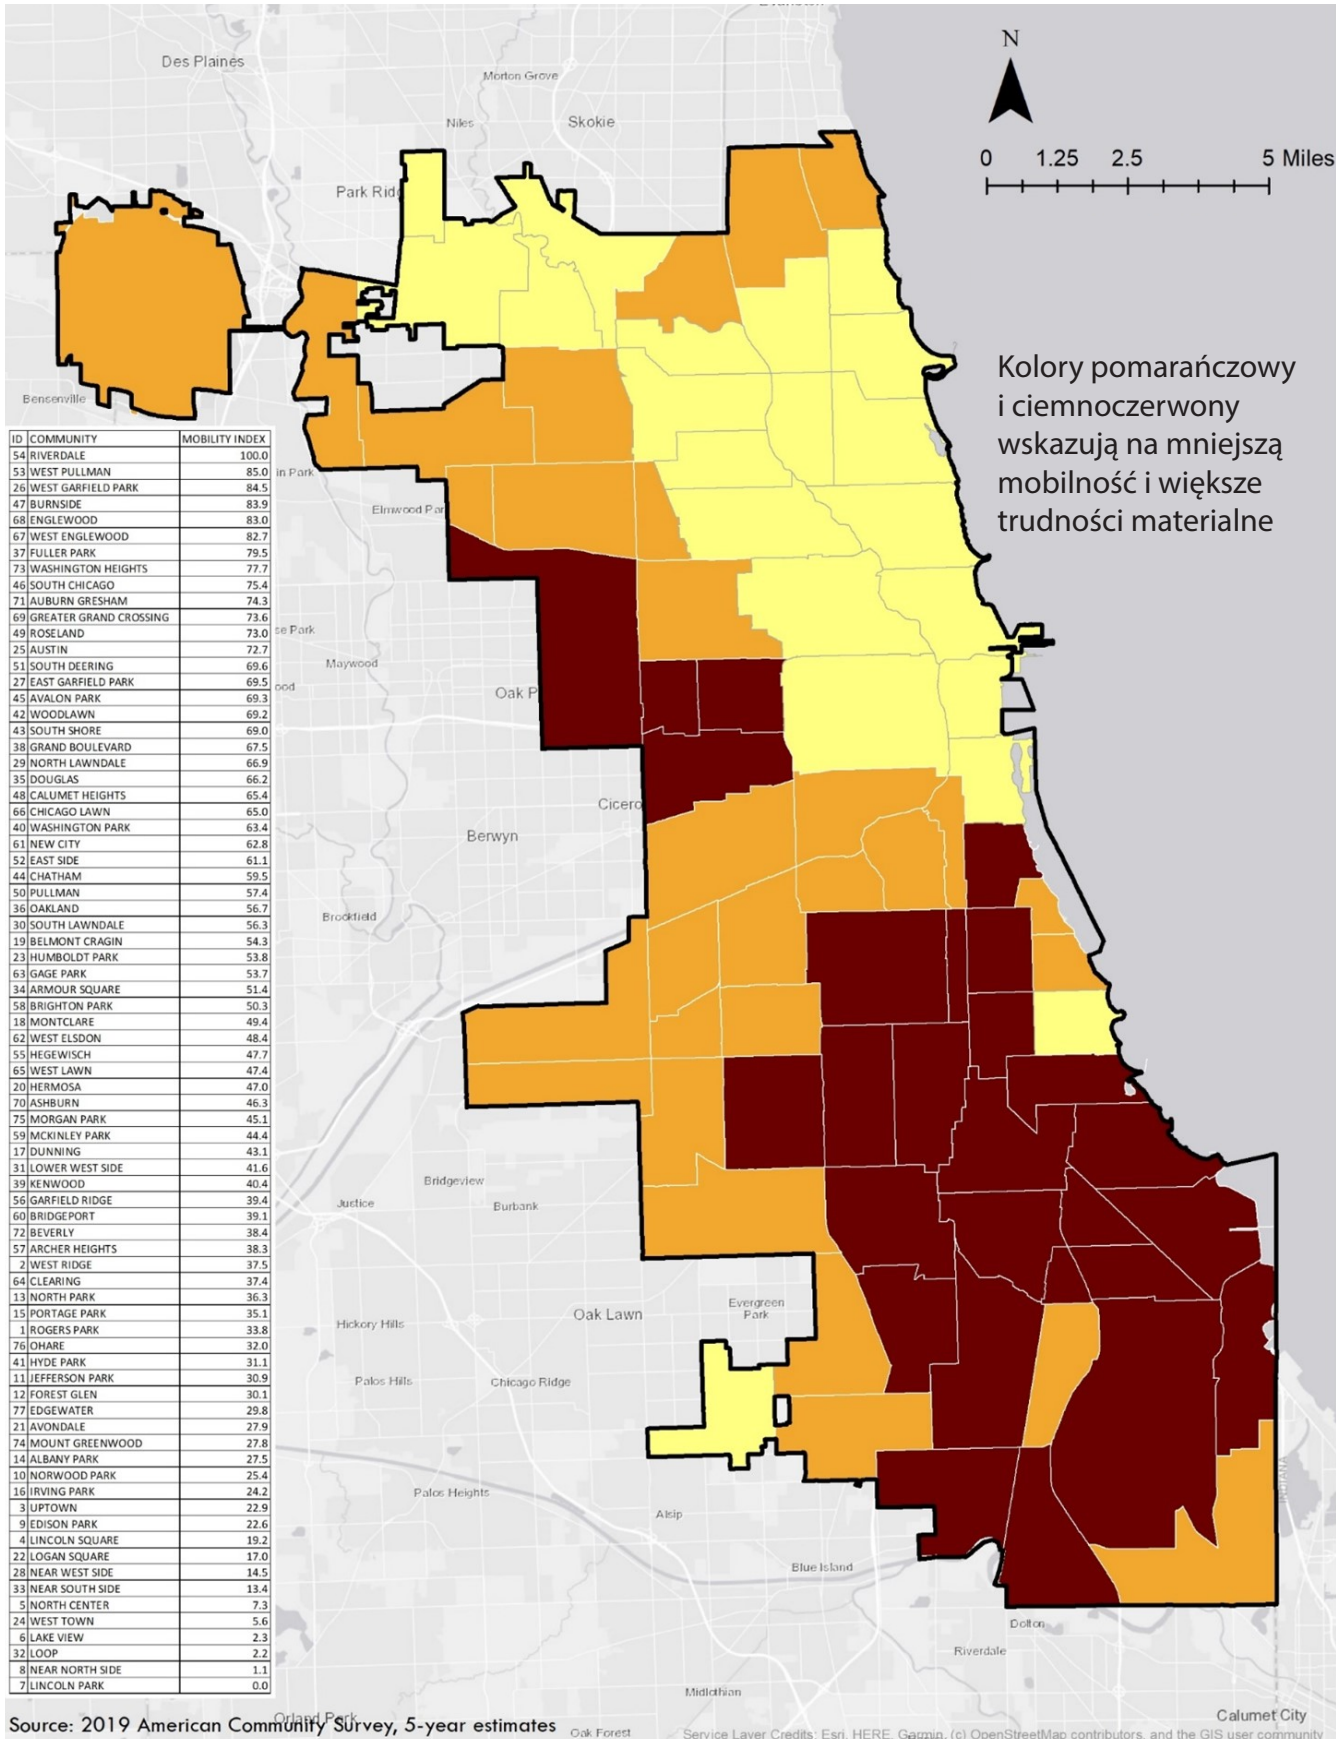 Evanston
Des Plaines
Morton Grove
Niles
Skokie
N
0 1.25 2.5 5 Miles
Park Ridg
Bensenville
Kolory pomarańczowy
i ciemnoczerwony
wskazują na mniejszą
mobilność i większe
trudności materialne
ID COMMUNITY MOBILITY INDEX
54 RIVERDALE 100.0
53 WEST PULLMAN 85.0
26 WEST GARFIELD PARK 84.5
47 BURNSIDE 83.9
68 ENGLEWOOD 83.0
67 WEST ENGLEWOOD 82.7
37 FULLER PARK 79.5
73 WASHINGTON HEIGHTS 77.7
46 SOUTH CHICAGO 75.4
71 AUBURN GRESHAM 74.3
69 GREATER GRAND CROSSING 73.6
49 ROSELAND 73.0
25 AUSTIN 72.7
51 SOUTH DEERING 69.6
27 EAST GARFIELD PARK 69.5
45 AVALON PARK 69.3
42 WOODLAWN 69.2
43 SOUTH SHORE 69.0
38 GRAND BOULEVARD 67.5
29 NORTH LAWNDALE 66.9
35 DOUGLAS 66.2
48 CALUMET HEIGHTS 65.4
66 CHICAGO LAWN 65.0
40 WASHINGTON PARK 63.4
61 NEW CITY 62.8
52 EAST SIDE 61.1
44 CHATHAM 59.5
50 PULLMAN 57.4
36 OAKLAND 56.7
30 SOUTH LAWNDALE 56.3
19 BELMONT CRAGIN 54.3
23 HUMBOLDT PARK 53.8
63 GAGE PARK 53.7
34 ARMOUR SQUARE 51.4
58 BRIGHTON PARK 50.3
18 MONTCLARE 49.4
62 WEST ELSDON 48.4
55 HEGEWISCH 47.7
65 WEST LAWN 47.4
20 HERMOSA 47.0
70 ASHBURN 46.3
75 MORGAN PARK 45.1
59 MCKINLEY PARK 44.4
17 DUNNING 43.1
31 LOWER WEST SIDE 41.6
39 KENWOOD 40.4
56 GARFIELD RIDGE 39.4
60 BRIDGEPORT 39.1
72 BEVERLY 38.4
57 ARCHER HEIGHTS 38.3
2 WEST RIDGE 37.5
64 CLEARING 37.4
13 NORTH PARK 36.3
15 PORTAGE PARK 35.1
1 ROGERS PARK 33.8
76 OHARE 32.0
41 HYDE PARK 31.1
11 JEFFERSON PARK 30.9
12 FOREST GLEN 30.1
77 EDGEWATER 29.8
21 AVONDALE 27.9
74 MOUNT GREENWOOD 27.8
14 ALBANY PARK 27.5
10 NORWOOD PARK 25.4
16 IRVING PARK 24.2
3 UPTOWN 22.9
9 EDISON PARK 22.6
4 LINCOLN SQUARE 19.2
22 LOGAN SQUARE 17.0
28 NEAR WEST SIDE 14.5
33 NEAR SOUTH SIDE 13.4
5 NORTH CENTER 7.3
24 WEST TOWN 5.6
6 LAKE VIEW 2.3
32 LOOP 2.2
8 NEAR NORTH SIDE 1.1
7 LINCOLN PARK 0.0
in Park
Elmwood Par
se Park
Maywood
ood
Oak P
Cicero
Berwyn
Brookfield
Bridgeview
Justice
Burbank
Oak Lawn
Evergreen
Park
Hickory Hills
Palos Hills
Chicago Ridge
Palos Heights
Alsip
INDIANA
Blue Island
Dolton
Riverdale
Midlothian
Calumet City
Orland Park
Source: 2019 American Community Survey, 5-year estimates
Oak Forest
Service Layer Credits: Esri, HERE, Garmin, (c) OpenStreetMap contributors, and the GIS user community